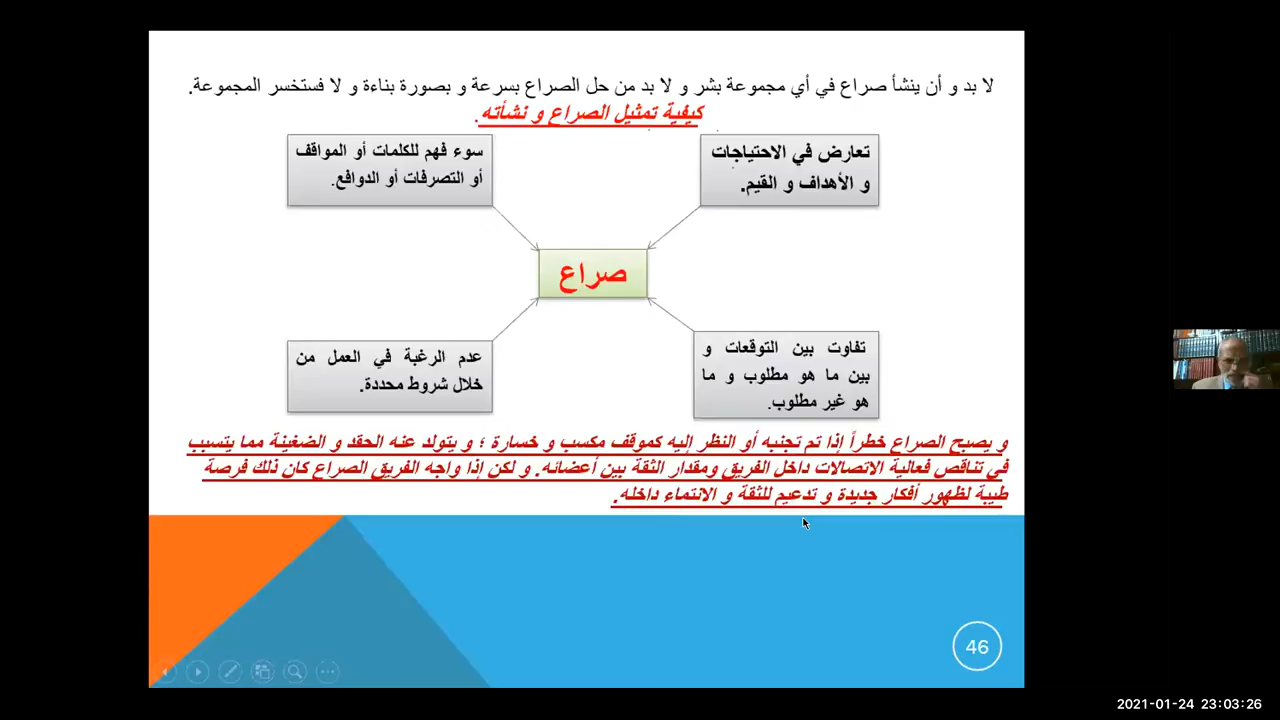 لا بد و أن ينشأ صراع في أي مجموعة بشر و لا بد من حل الصراع بسرعة و بصورة بناءة و لا فستخسر المجموعة.
كيفية تمثيل الصراع و نشأته.
تعارض في الاحتياجات
و الأهداف و القيم.
سوء فهم للكلمات أو المواقف
أو التصرفات أو الدوافع.
صراع
تفاوت بين التوقعات و
بين ما هو مطلوب و ما
هو غير مطلوب.
عدم الرغبة في العمل من
خلال شروط محددة.
و يصبح الصراع خطراً إذا تم تجنبه أو النظر إليه كموقف مكسب و خسارة ؛ و يتولد عنه الحقد و الضغينة مما يتسبب
في تناقص فعالية الاتصالات داخل الفريق ومقدار الثقة بين أعضائه. و لكن إذا واجه الفريق الصراع كان ذلك فرصة
طيبة لظهور أفكار جديدة و تدعيم للثقة و الانتماء داخله.
46
2021-01-24 23:03:26